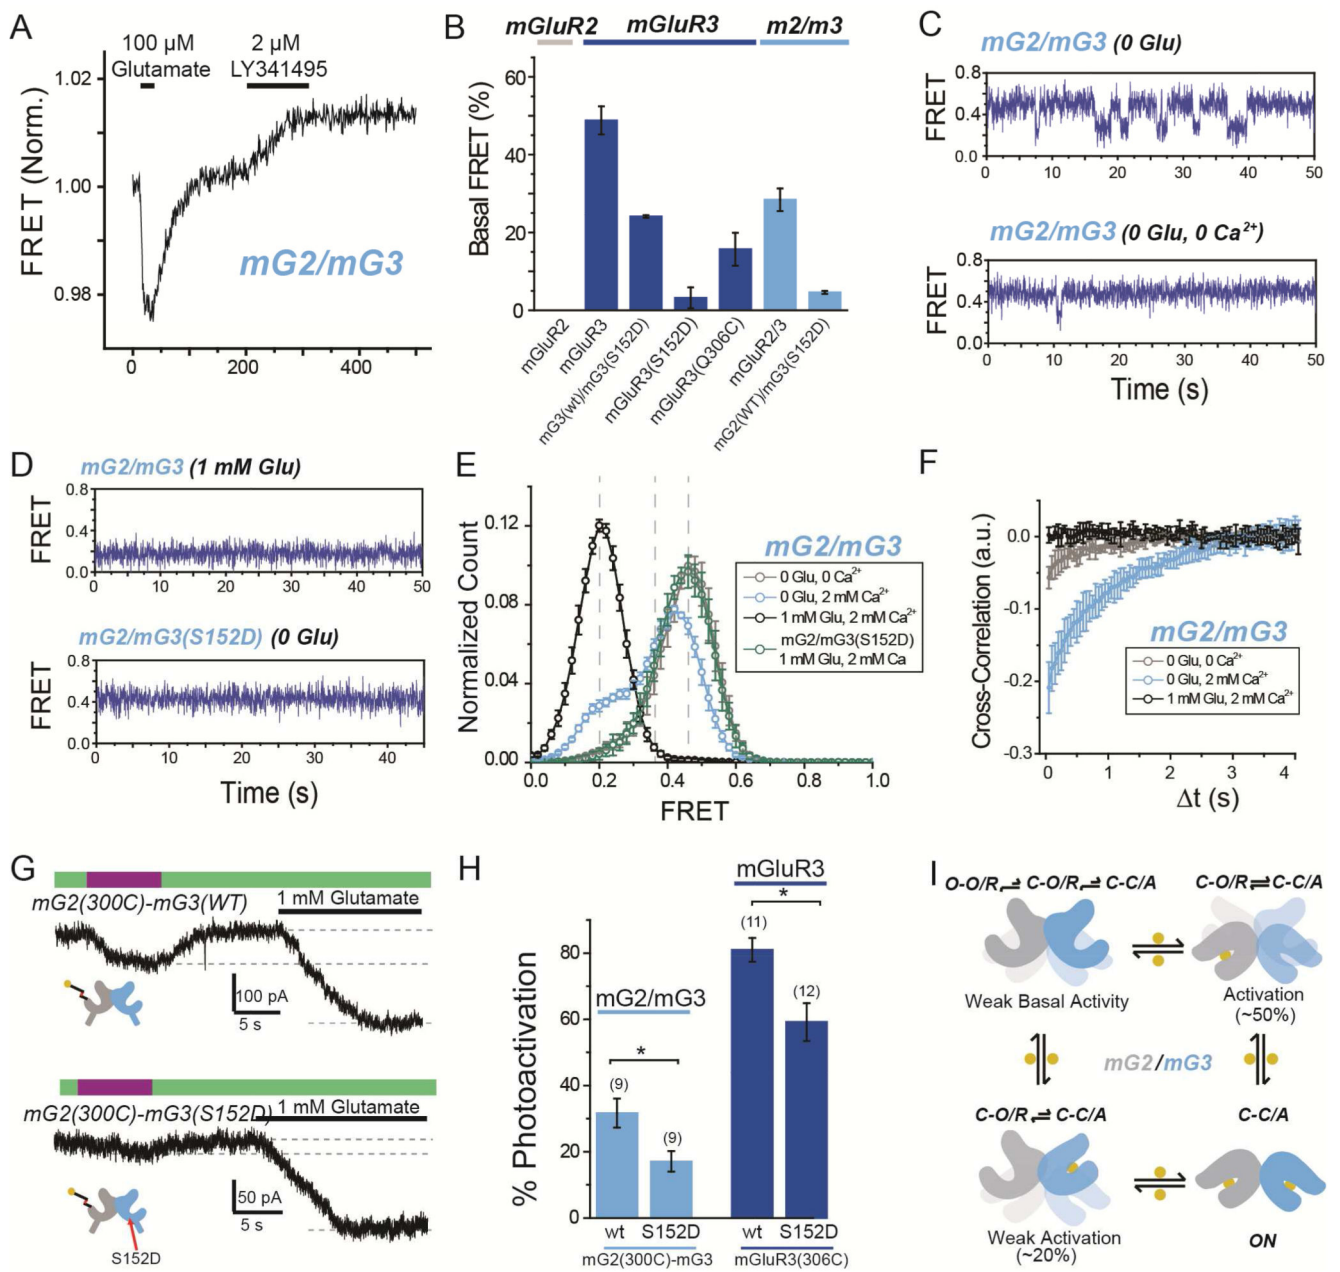 A
100 µM
Glutamate
2 µM
LY341495
FRET (Norm.)
1.02
1.00
0.98
0
200
400
mG2/mG3
B
mGluR2
mGluR3
m2/m3
Basal FRET (%)
60
40
20
0
mGluR2
mGluR3
mG3(wt)/mG3(S152D)
mGluR3(S152D)
mGluR3(Q306C)
mGluR2/3
mG2(WT)/mG3(S152D)
C
mG2/mG3 (0 Glu)
FRET
0.8
0.4
0.0
0 10 20 30 40 50
mG2/mG3 (0 Glu, 0 Ca²⁺)
FRET
0.8
0.4
0.0
0 10 20 30 40 50
Time (s)
D
mG2/mG3 (1 mM Glu)
FRET
0.8
0.4
0.0
0 10 20 30 40 50
mG2/mG3(S152D) (0 Glu)
FRET
0.8
0.4
0.0
0 10 20 30 40
Time (s)
E
Normalized Count
0.12
0.08
0.04
0.00
0.0 0.2 0.4 0.6 0.8 1.0
FRET
mG2/mG3
0 Glu, 0 Ca²⁺
0 Glu, 2 mM Ca²⁺
1 mM Glu, 2 mM Ca²⁺
mG2/mG3(S152D)
1 mM Glu, 2 mM Ca
F
Cross-Correlation (a.u.)
0.0
-0.1
-0.2
-0.3
0 1 2 3 4
Δt (s)
mG2/mG3
0 Glu, 0 Ca²⁺
0 Glu, 2 mM Ca²⁺
1 mM Glu, 2 mM Ca²⁺
G
mG2(300C)-mG3(WT)
1 mM Glutamate
100 pA
5 s
mG2(300C)-mG3(S152D)
1 mM Glutamate
50 pA
5 s
S152D
H
% Photoactivation
80
60
40
20
0
mG2/mG3
*
(9)
(9)
mGluR3
*
(11)
(12)
wt S152D wt S152D
mG2(300C)-mG3 mGluR3(306C)
I
O-O/R ⇌ C-O/R ⇌ C-C/A
C-O/R ⇌ C-C/A
Weak Basal Activity
Activation
(~50%)
mG2/mG3
C-O/R ⇌ C-C/A
C-C/A
Weak Activation
(~20%)
ON